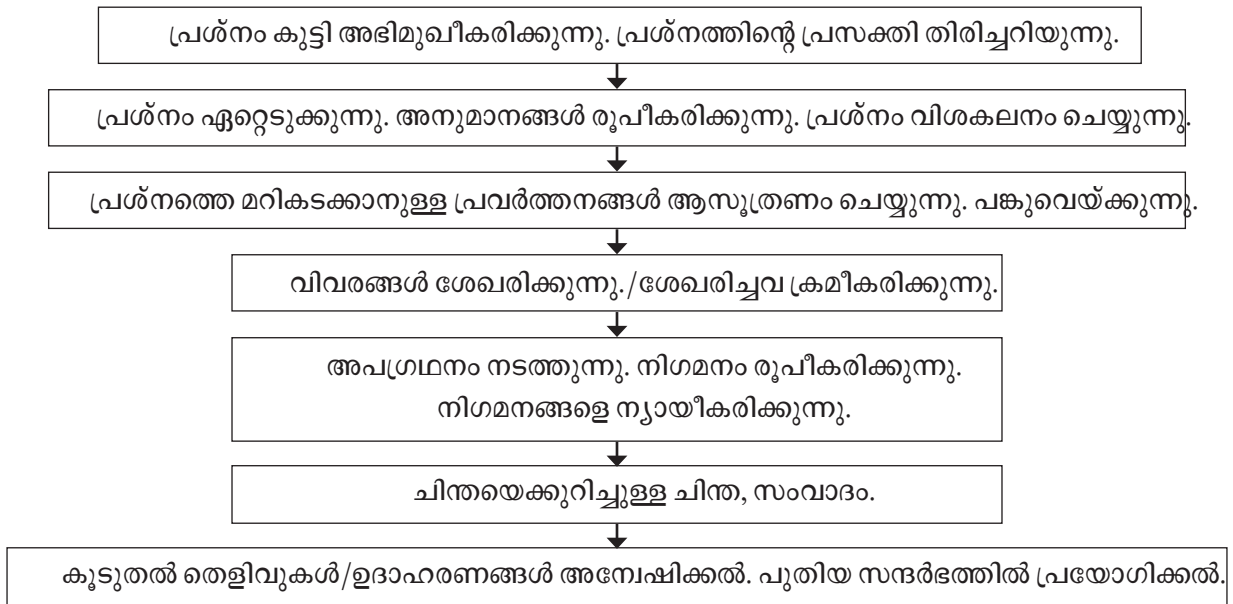 പ്രശ്നം കുട്ടി അഭിമുഖീകരിക്കുന്നു. പ്രശ്നത്തിന്റെ പ്രസക്തി തിരിച്ചറിയുന്നു.
പ്രശ്നം ഏറ്റെടുക്കുന്നു. അനുമാനങ്ങൾ രൂപീകരിക്കുന്നു. പ്രശ്നം വിശകലനം ചെയ്യുന്നു.
പ്രശ്നത്തെ മറികടക്കാനുള്ള പ്രവർത്തനങ്ങൾ ആസൂത്രണം ചെയ്യുന്നു. പങ്കുവെയ്ക്കുന്നു.
വിവരങ്ങൾ ശേഖരിക്കുന്നു./ശേഖരിച്ചവ ക്രമീകരിക്കുന്നു.
അപഗ്രഥനം നടത്തുന്നു. നിഗമനം രൂപീകരിക്കുന്നു.
നിഗമനങ്ങളെ ന്യായീകരിക്കുന്നു.
ചിന്തയെക്കുറിച്ചുള്ള ചിന്ത, സംവാദം.
കൂടുതൽ തെളിവുകൾ/ഉദാഹരണങ്ങൾ അന്വേഷിക്കൽ. പുതിയ സന്ദർഭത്തിൽ പ്രയോഗിക്കൽ.